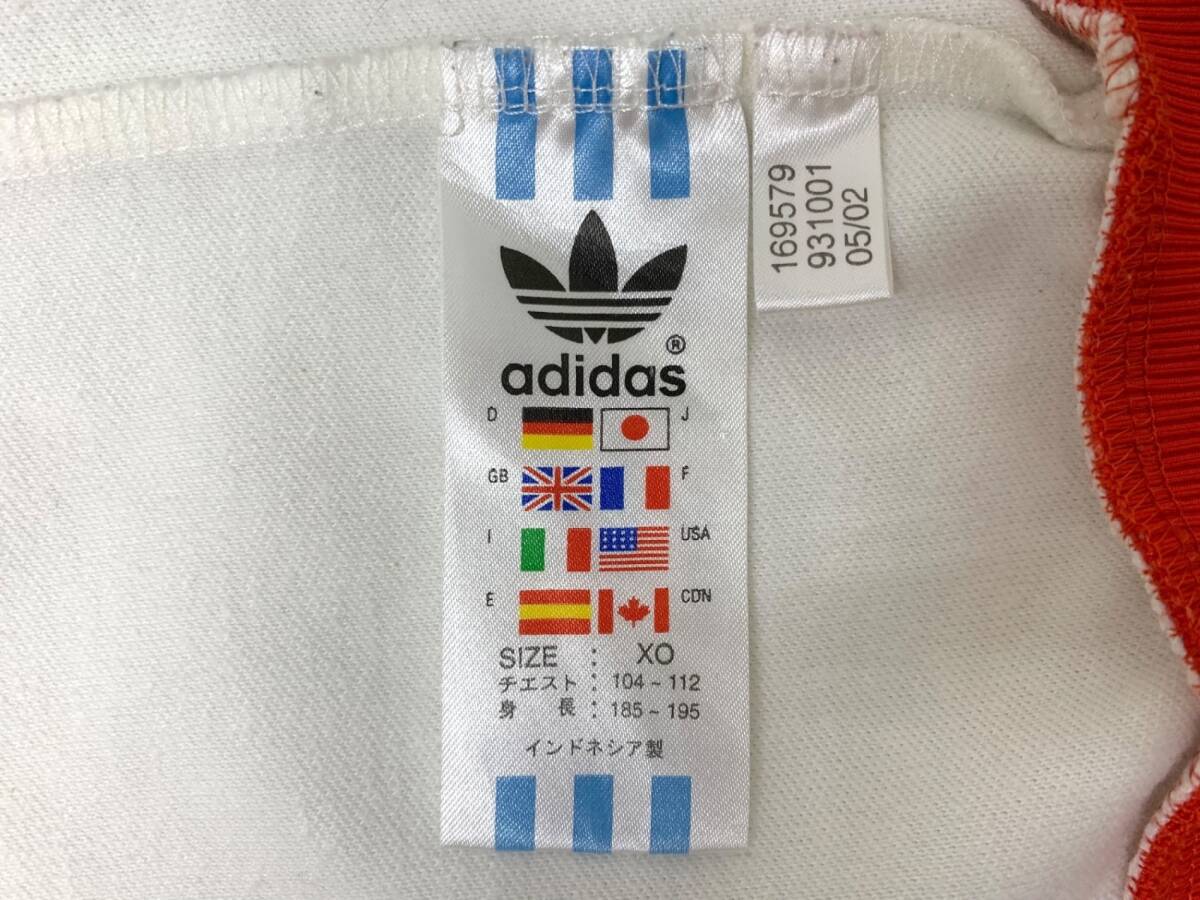 adidas®
D J
GB F
I USA
E CDN
SIZE : XO
チエスト : 104 ~ 112
身 長 : 185 ~ 195
インドネシア製
169579
931001
05/02